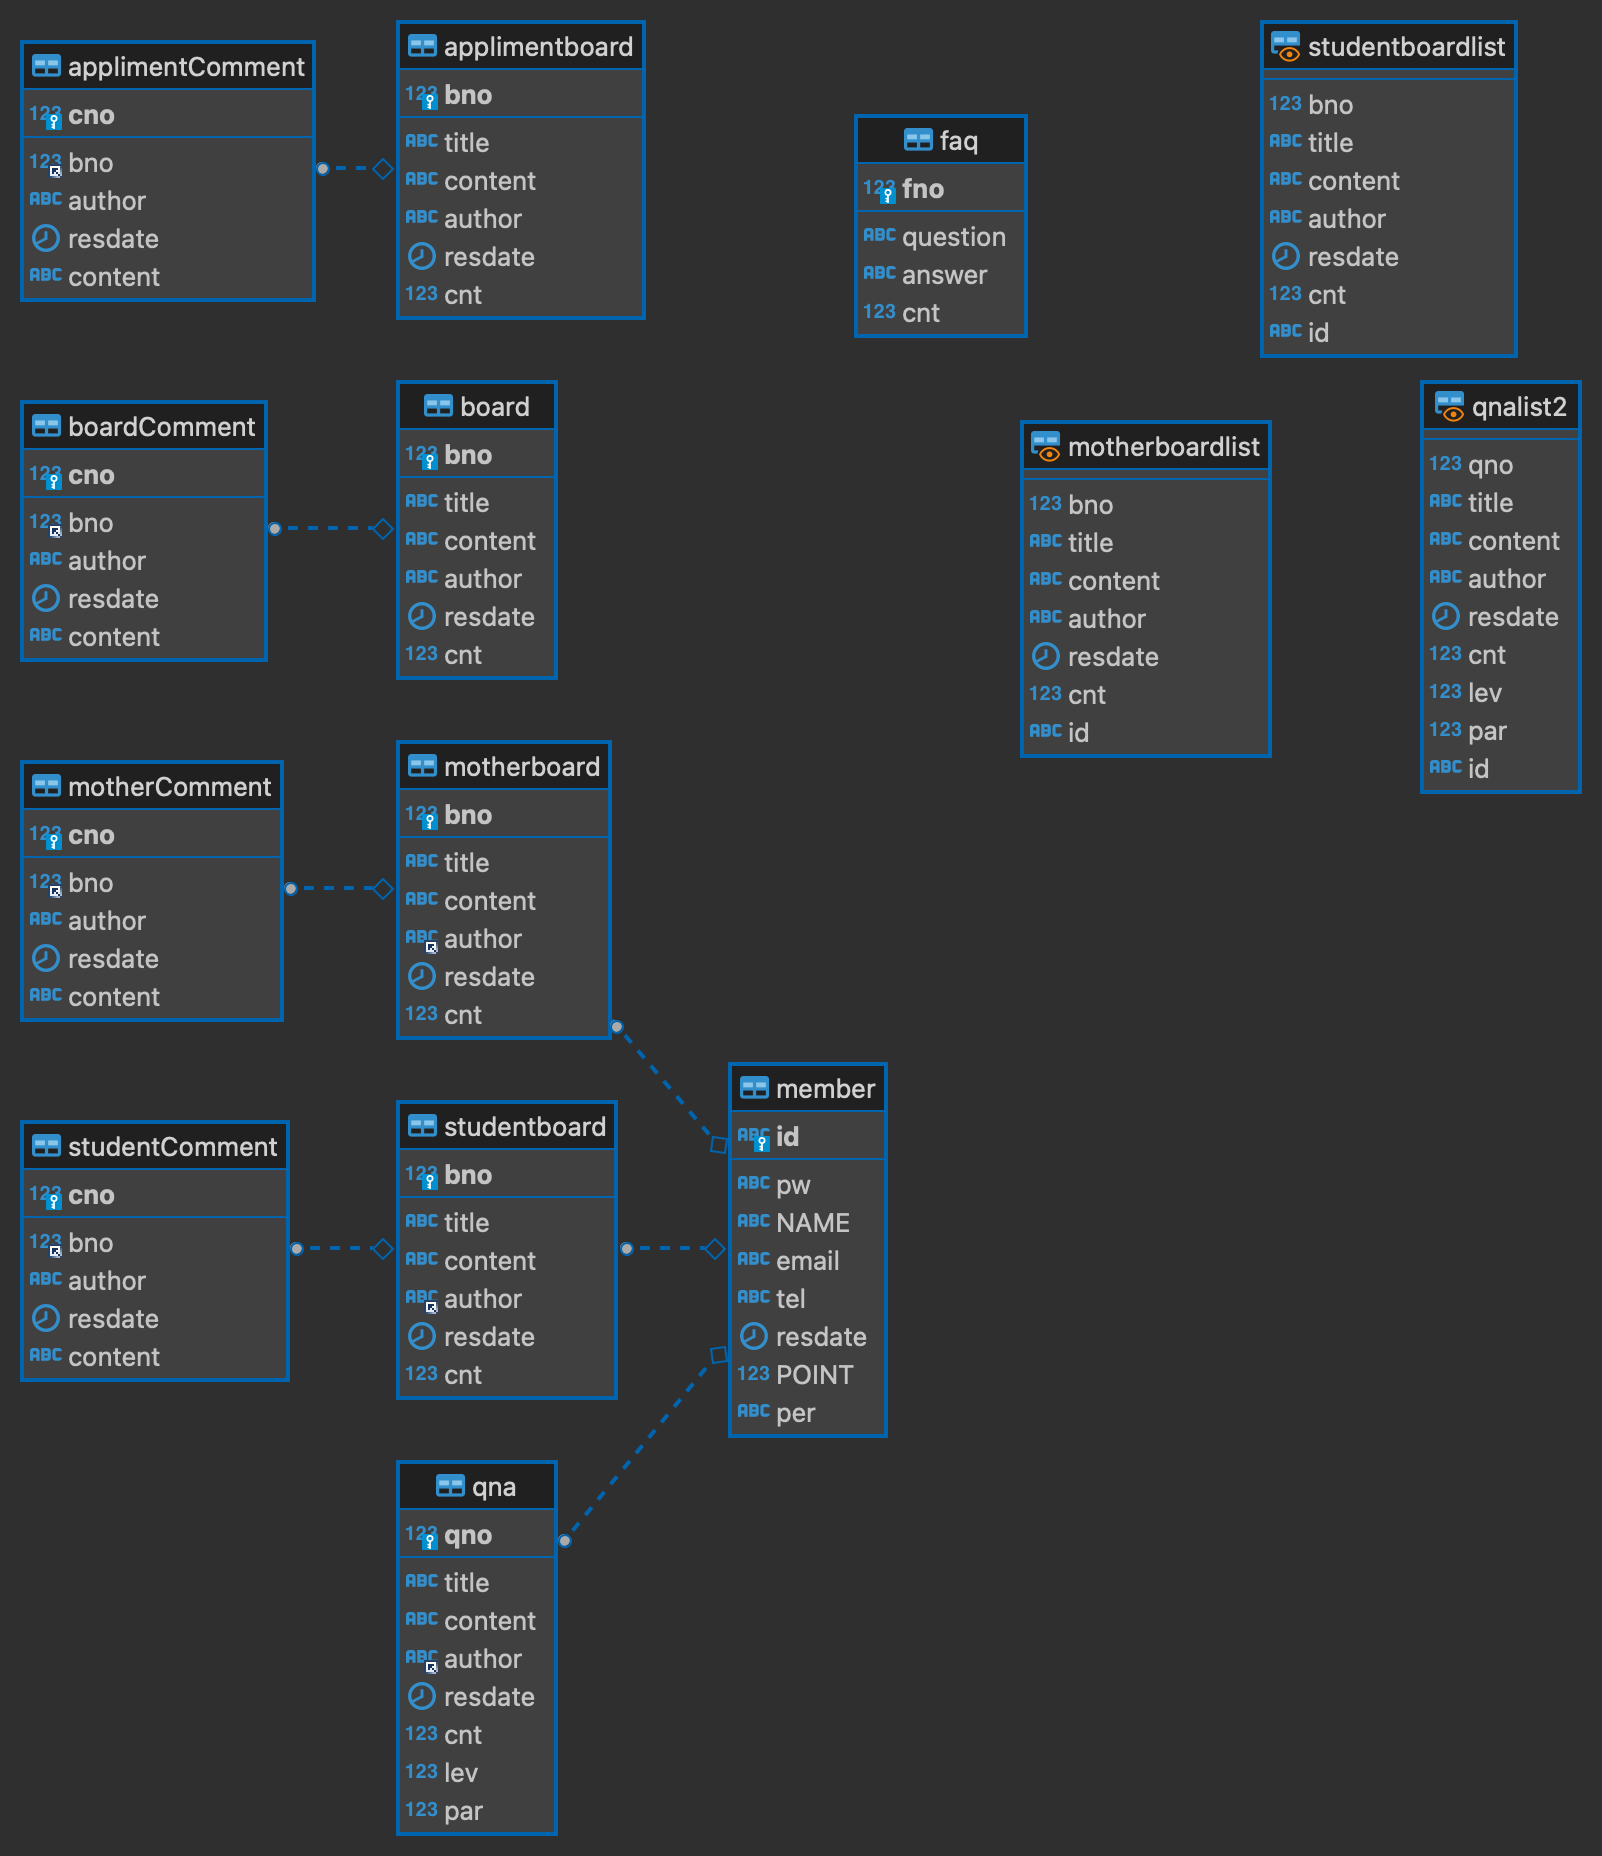 applimentComment
123 cno
123 bno
ABC author
resdate
ABC content
applimentboard
123 bno
ABC title
ABC content
ABC author
resdate
123 cnt
faq
123 fno
ABC question
ABC answer
123 cnt
studentboardlist
123 bno
ABC title
ABC content
ABC author
resdate
123 cnt
ABC id
boardComment
123 cno
123 bno
ABC author
resdate
ABC content
board
123 bno
ABC title
ABC content
ABC author
resdate
123 cnt
motherboardlist
123 bno
ABC title
ABC content
ABC author
resdate
123 cnt
ABC id
qnalist2
123 qno
ABC title
ABC content
ABC author
resdate
123 cnt
123 lev
123 par
ABC id
motherComment
123 cno
123 bno
ABC author
resdate
ABC content
motherboard
123 bno
ABC title
ABC content
ABC author
resdate
123 cnt
studentComment
123 cno
123 bno
ABC author
resdate
ABC content
studentboard
123 bno
ABC title
ABC content
ABC author
resdate
123 cnt
member
ABC id
ABC pw
ABC NAME
ABC email
ABC tel
resdate
123 POINT
ABC per
qna
123 qno
ABC title
ABC content
ABC author
resdate
123 cnt
123 lev
123 par